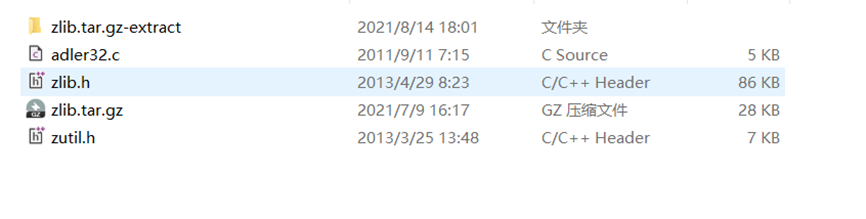 zlib.tar.gz-extract 2021/8/14 18:01 文件夹
adler32.c 2011/9/11 7:15 C Source 5 KB
zlib.h 2013/4/29 8:23 C/C++ Header 86 KB
zlib.tar.gz 2021/7/9 16:17 GZ 压缩文件 28 KB
zutil.h 2013/3/25 13:48 C/C++ Header 7 KB